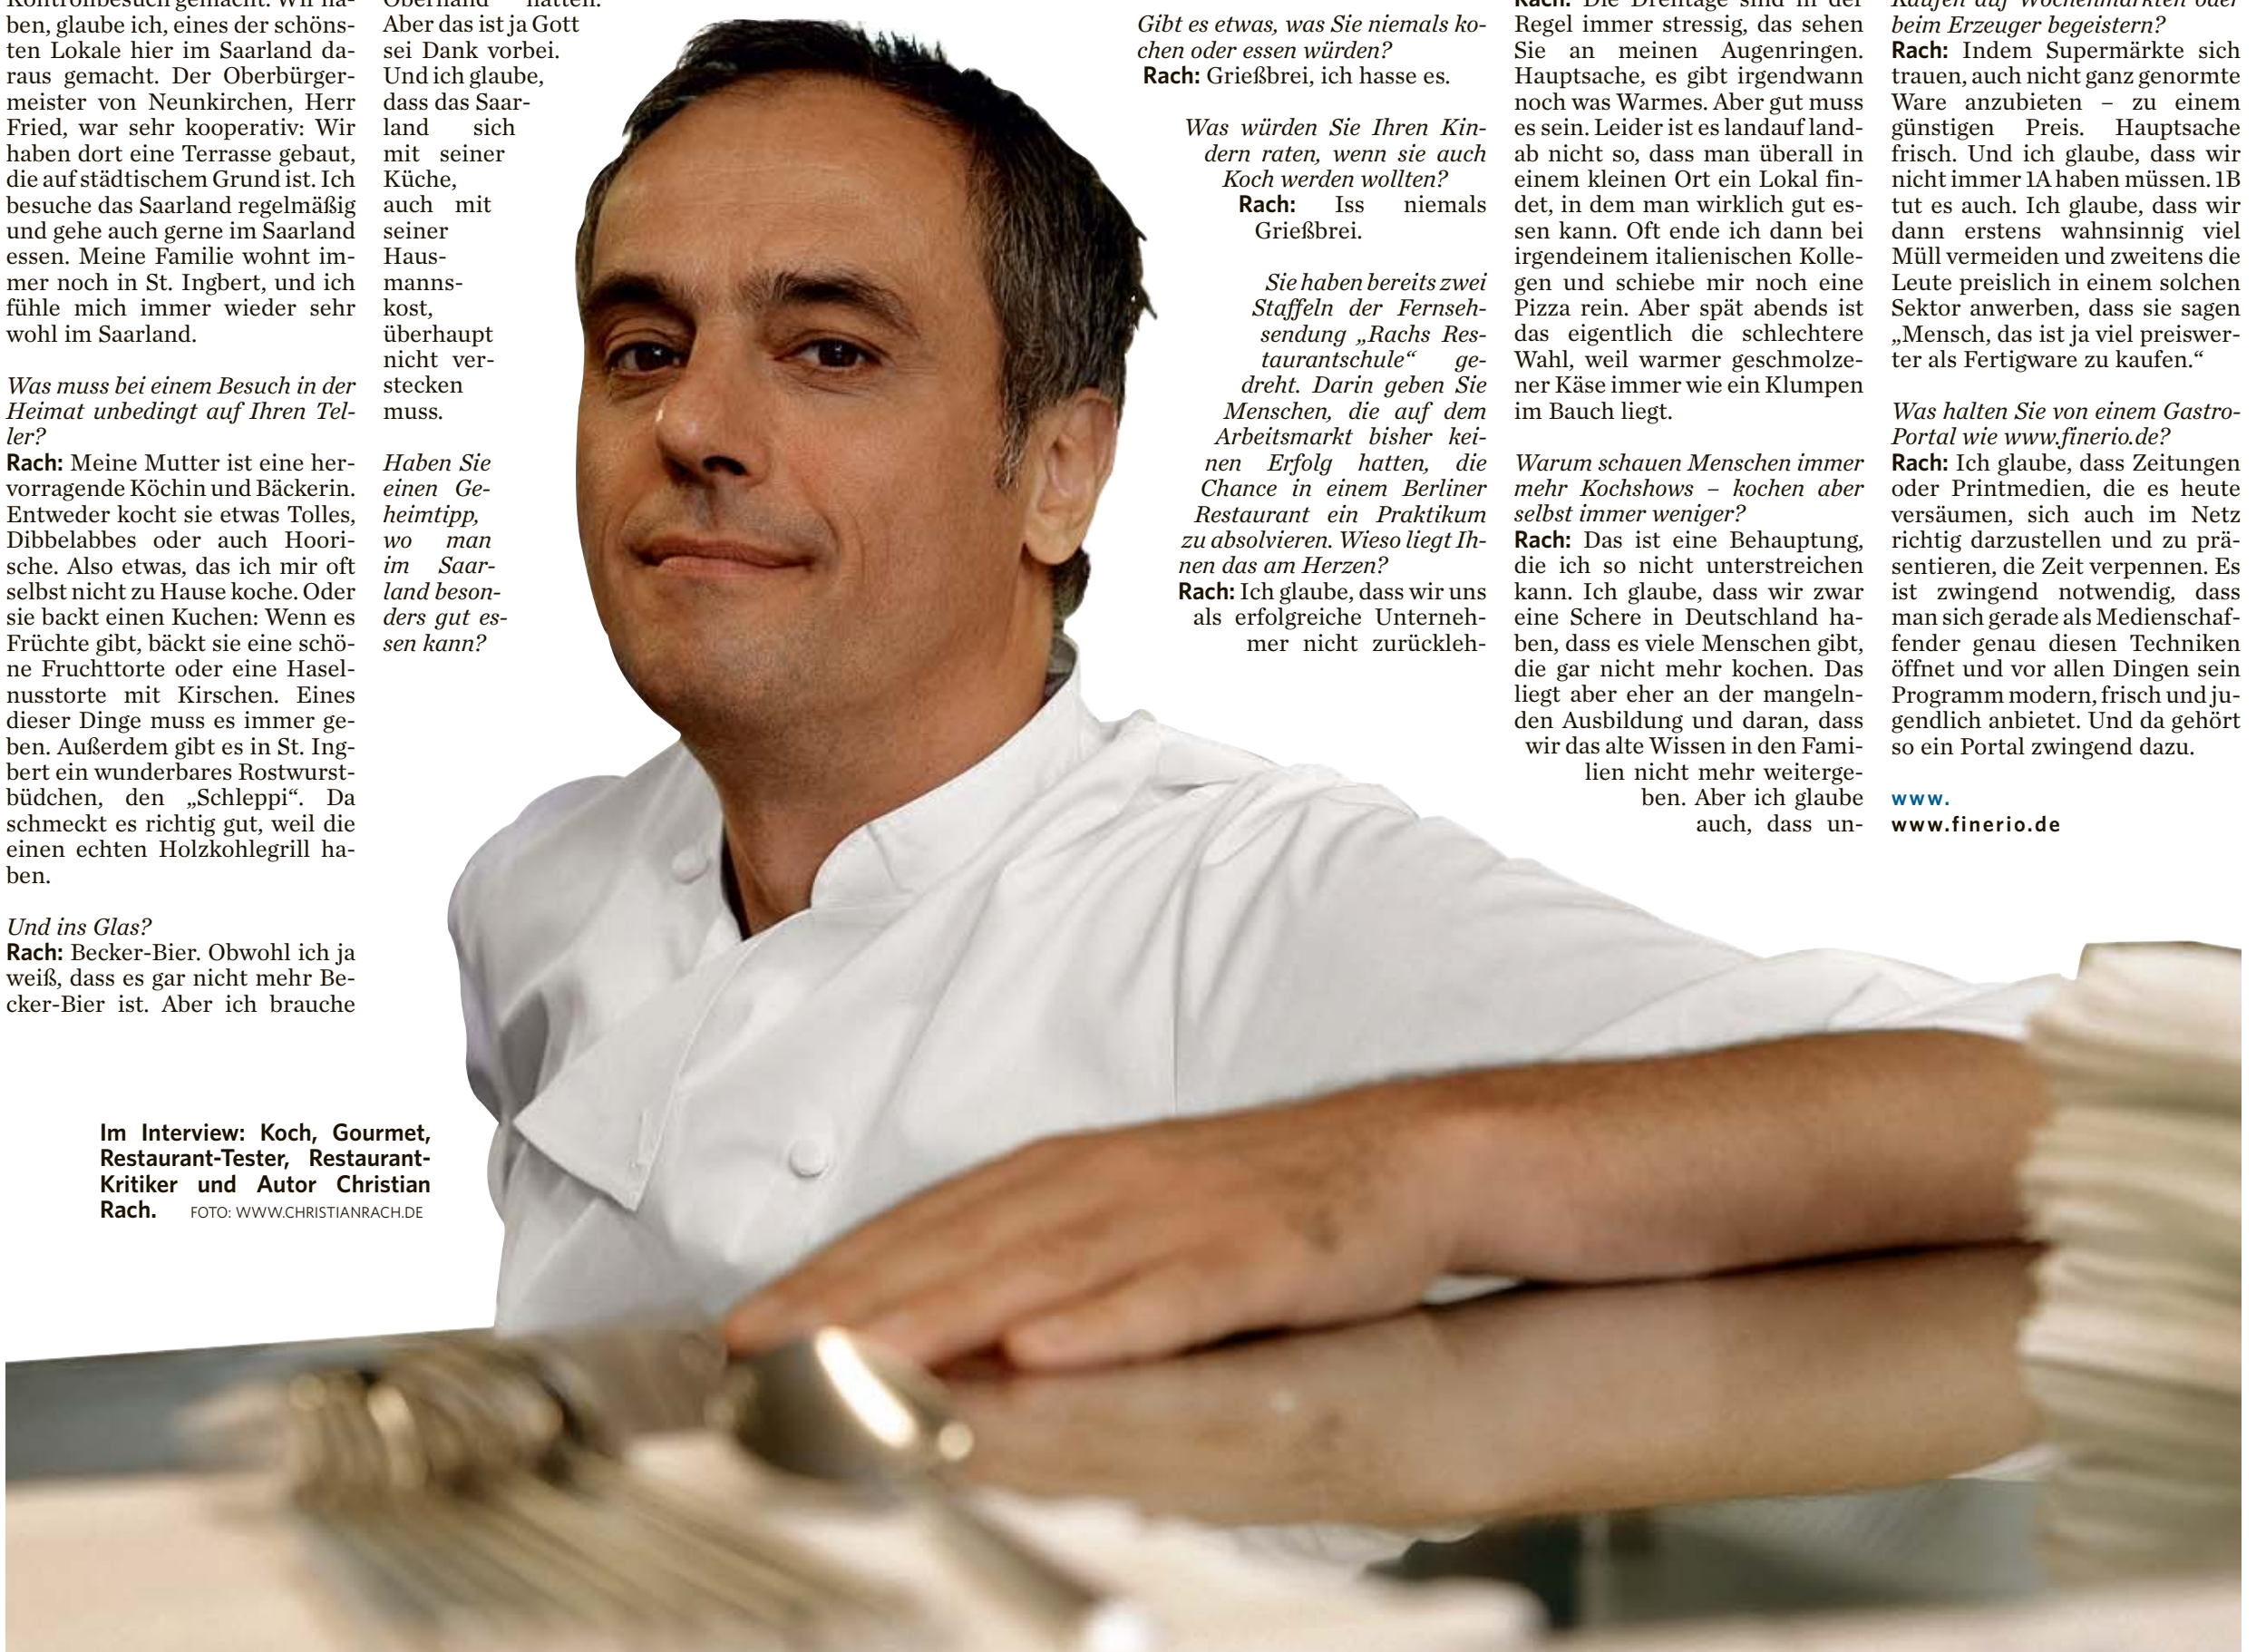 Kontrollbesuch gemacht. Wir ha-
ben, glaube ich, eines der schöns-
ten Lokale hier im Saarland da-
raus gemacht. Der Oberbürger-
meister von Neunkirchen, Herr
Fried, war sehr kooperativ: Wir
haben dort eine Terrasse gebaut,
die auf städtischem Grund ist. Ich
besuche das Saarland regelmäßig
und gehe auch gerne im Saarland
essen. Meine Familie wohnt im-
mer noch in St. Ingbert, und ich
fühle mich immer wieder sehr
wohl im Saarland.
Was muss bei einem Besuch in der
Heimat unbedingt auf Ihren Tel-
ler?
Rach: Meine Mutter ist eine her-
vorragende Köchin und Bäckerin.
Entweder kocht sie etwas Tolles,
Dibbelabbes oder auch Hoori-
sche. Also etwas, das ich mir oft
selbst nicht zu Hause koche. Oder
sie backt einen Kuchen: Wenn es
Früchte gibt, bäckt sie eine schö-
ne Fruchttorte oder eine Hasel-
nusstorte mit Kirschen. Eines
dieser Dinge muss es immer ge-
ben. Außerdem gibt es in St. Ing-
bert ein wunderbares Rostwurst-
büdchen, den „Schleppi“. Da
schmeckt es richtig gut, weil die
einen echten Holzkohlegrill ha-
ben.
Und ins Glas?
Rach: Becker-Bier. Obwohl ich ja
weiß, dass es gar nicht mehr Be-
cker-Bier ist. Aber ich brauche
Oberhand hatten.
Aber das ist ja Gott
sei Dank vorbei.
Und ich glaube,
dass das Saar-
land sich
mit seiner
Küche,
auch mit
seiner
Haus-
manns-
kost,
überhaupt
nicht ver-
stecken
muss.
Haben Sie
einen Ge-
heimtipp,
wo man
im Saar-
land beson-
ders gut es-
sen kann?
Gibt es etwas, was Sie niemals ko-
chen oder essen würden?
Rach: Grießbrei, ich hasse es.
Was würden Sie Ihren Kin-
dern raten, wenn sie auch
Koch werden wollten?
Rach: Iss niemals
Grießbrei.
Sie haben bereits zwei
Staffeln der Fernseh-
sendung „Rachs Res-
taurantschule“ ge-
dreht. Darin geben Sie
Menschen, die auf dem
Arbeitsmarkt bisher kei-
nen Erfolg hatten, die
Chance in einem Berliner
Restaurant ein Praktikum
zu absolvieren. Wieso liegt Ih-
nen das am Herzen?
Rach: Ich glaube, dass wir uns
als erfolgreiche Unterneh-
mer nicht zurückleh-
Rach: Die Drehtage sind in der
Regel immer stressig, das sehen
Sie an meinen Augenringen.
Hauptsache, es gibt irgendwann
noch was Warmes. Aber gut muss
es sein. Leider ist es landauf land-
ab nicht so, dass man überall in
einem kleinen Ort ein Lokal fin-
det, in dem man wirklich gut es-
sen kann. Oft ende ich dann bei
irgendeinem italienischen Kolle-
gen und schiebe mir noch eine
Pizza rein. Aber spät abends ist
das eigentlich die schlechtere
Wahl, weil warmer geschmolze-
ner Käse immer wie ein Klumpen
im Bauch liegt.
Warum schauen Menschen immer
mehr Kochshows – kochen aber
selbst immer weniger?
Rach: Das ist eine Behauptung,
die ich so nicht unterstreichen
kann. Ich glaube, dass wir zwar
eine Schere in Deutschland ha-
ben, dass es viele Menschen gibt,
die gar nicht mehr kochen. Das
liegt aber eher an der mangeln-
den Ausbildung und daran, dass
wir das alte Wissen in den Fami-
lien nicht mehr weiterge-
ben. Aber ich glaube
auch, dass un-
Kaufen auf Wochenmärkten oder
beim Erzeuger begeistern?
Rach: Indem Supermärkte sich
trauen, auch nicht ganz genormte
Ware anzubieten – zu einem
günstigen Preis. Hauptsache
frisch. Und ich glaube, dass wir
nicht immer 1A haben müssen. 1B
tut es auch. Ich glaube, dass wir
dann erstens wahnsinnig viel
Müll vermeiden und zweitens die
Leute preislich in einem solchen
Sektor anwerben, dass sie sagen
„Mensch, das ist ja viel preiswer-
ter als Fertigware zu kaufen.“
Was halten Sie von einem Gastro-
Portal wie www.finerio.de?
Rach: Ich glaube, dass Zeitungen
oder Printmedien, die es heute
versäumen, sich auch im Netz
richtig darzustellen und zu prä-
sentieren, die Zeit verpennen. Es
ist zwingend notwendig, dass
man sich gerade als Medienschaf-
fender genau diesen Techniken
öffnet und vor allen Dingen sein
Programm modern, frisch und ju-
gendlich anbietet. Und da gehört
so ein Portal zwingend dazu.
www.
www.finerio.de
Im Interview: Koch, Gourmet,
Restaurant-Tester, Restaurant-
Kritiker und Autor Christian
Rach. FOTO: WWW.CHRISTIANRACH.DE